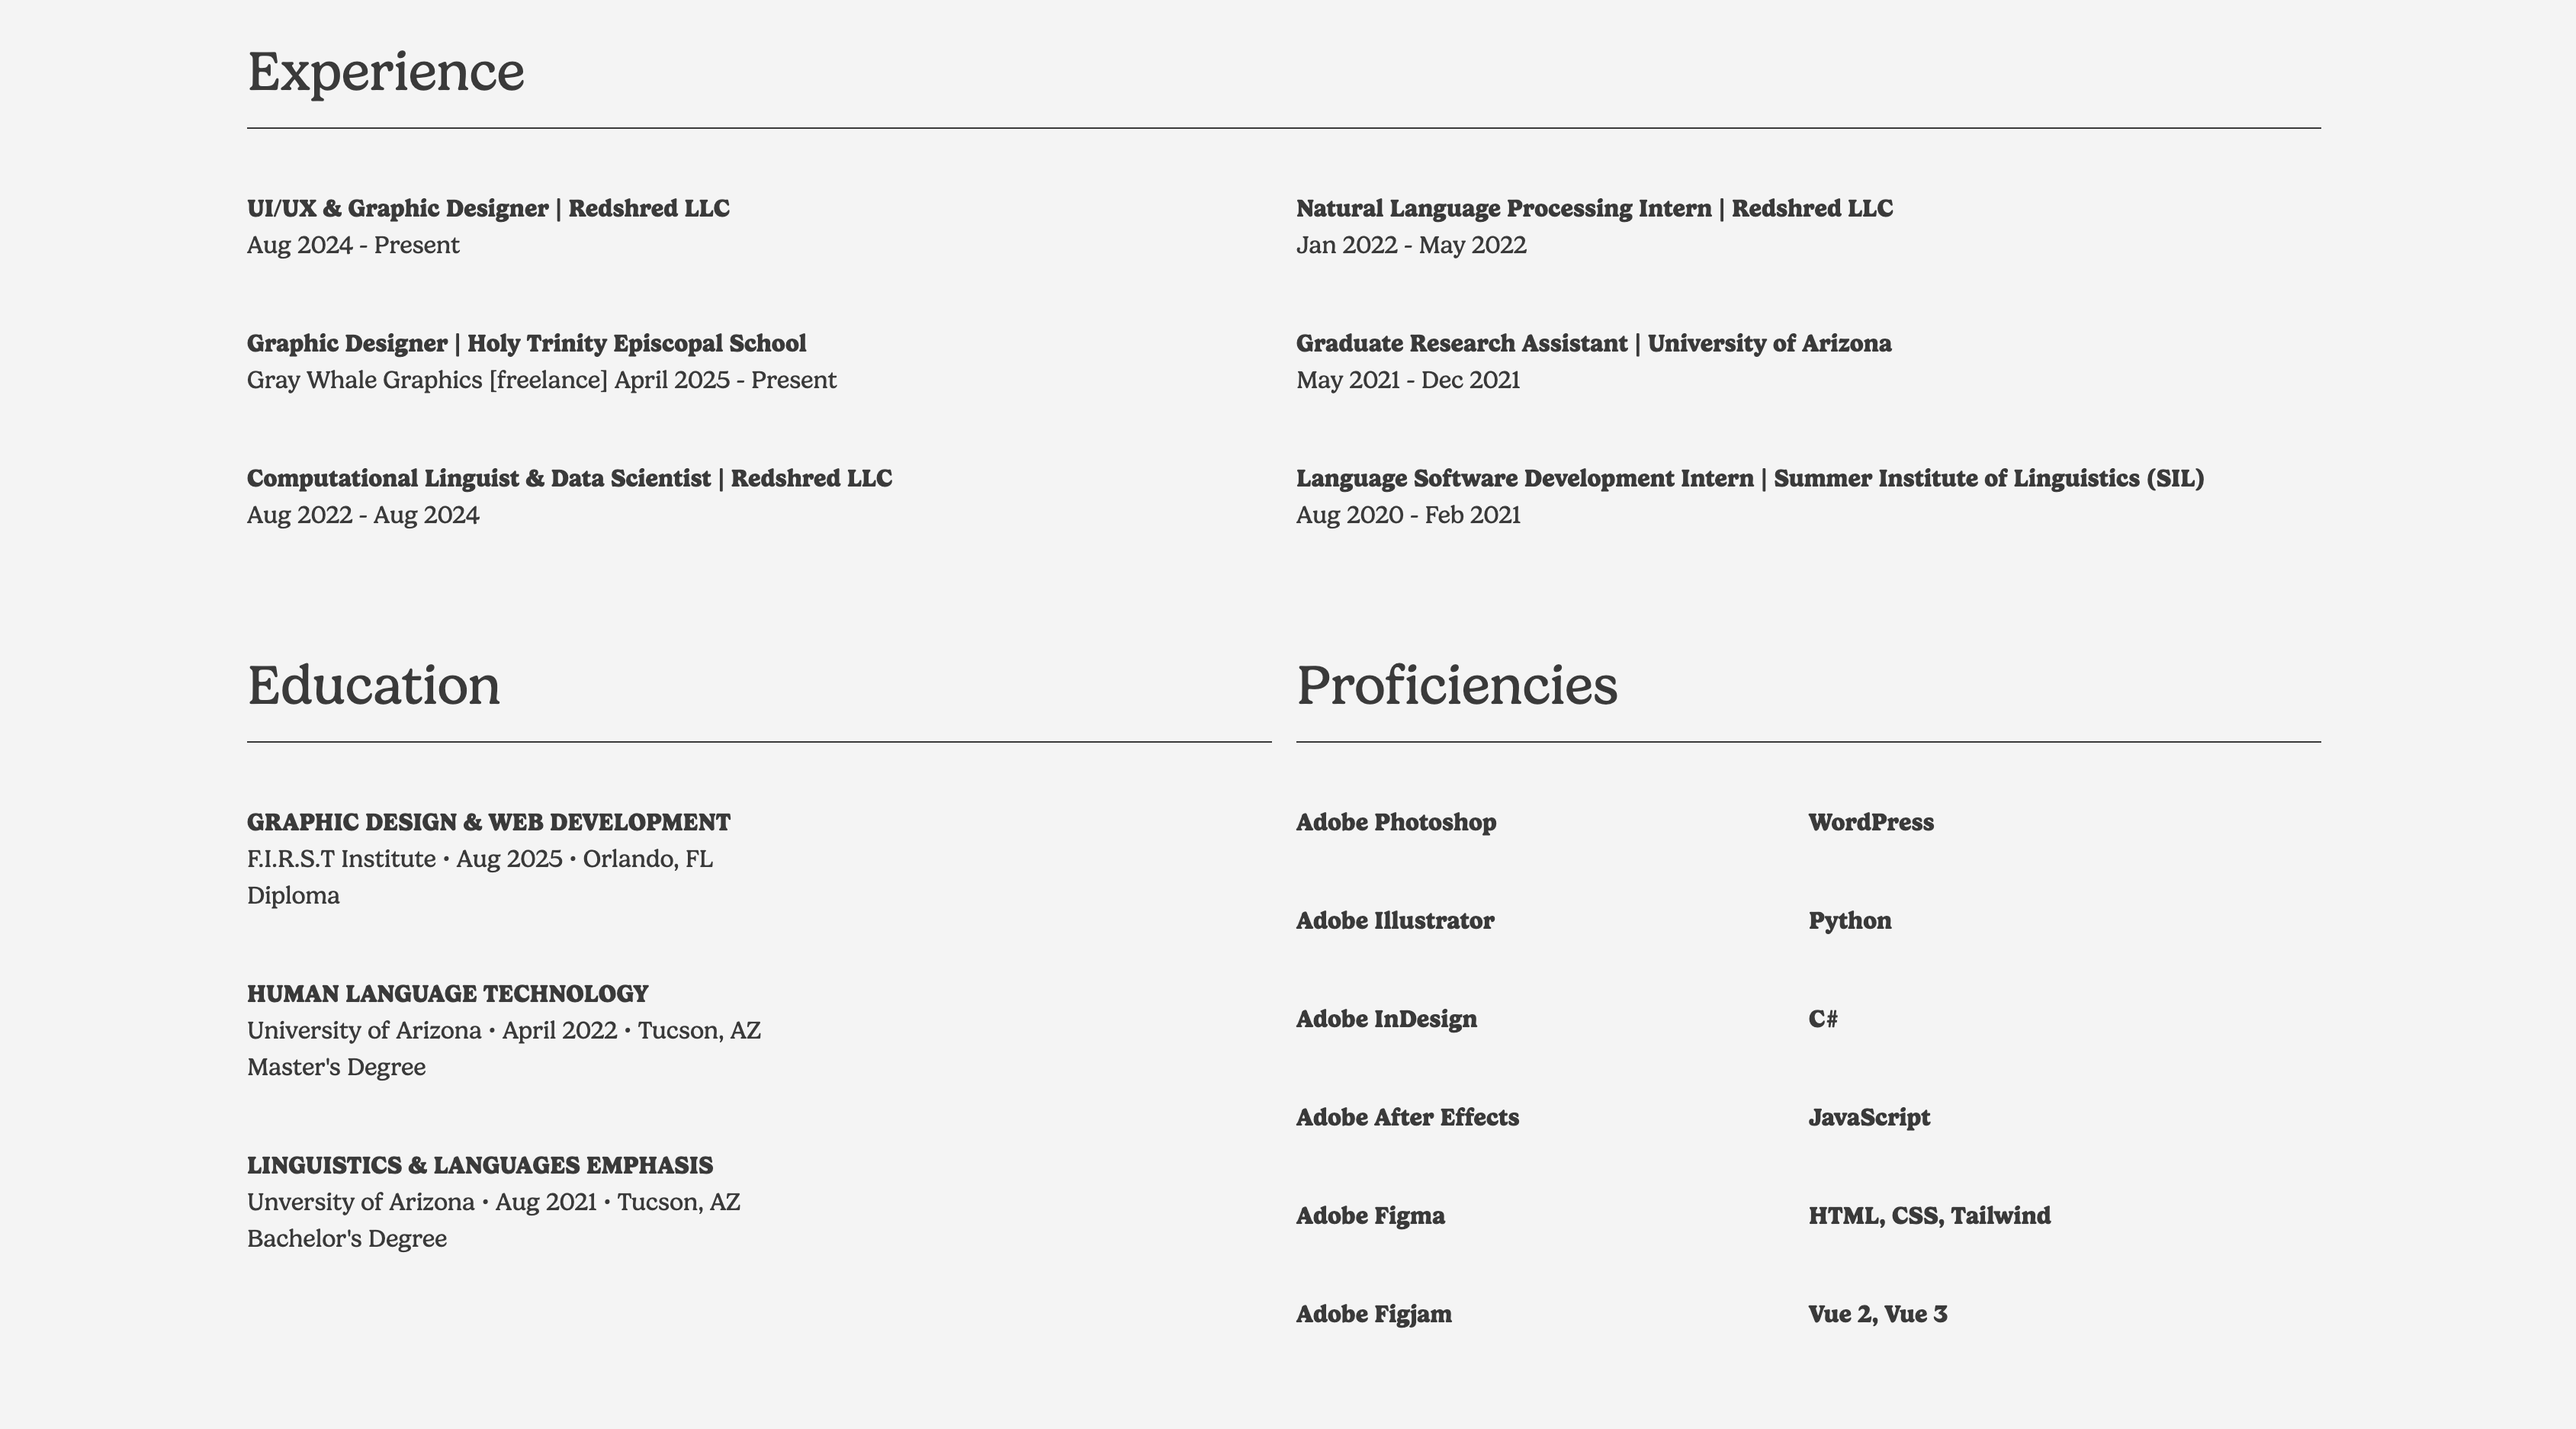 Experience
UI/UX & Graphic Designer | Redshred LLC
Aug 2024 - Present
Graphic Designer | Holy Trinity Episcopal School
Gray Whale Graphics [freelance] April 2025 - Present
Computational Linguist & Data Scientist | Redshred LLC
Aug 2022 - Aug 2024
Natural Language Processing Intern | Redshred LLC
Jan 2022 - May 2022
Graduate Research Assistant | University of Arizona
May 2021 - Dec 2021
Language Software Development Intern | Summer Institute of Linguistics (SIL)
Aug 2020 - Feb 2021
Education
GRAPHIC DESIGN & WEB DEVELOPMENT
F.I.R.S.T Institute • Aug 2025 • Orlando, FL
Diploma
HUMAN LANGUAGE TECHNOLOGY
University of Arizona • April 2022 • Tucson, AZ
Master's Degree
LINGUISTICS & LANGUAGES EMPHASIS
Unversity of Arizona • Aug 2021 • Tucson, AZ
Bachelor's Degree
Proficiencies
Adobe Photoshop
Adobe Illustrator
Adobe InDesign
Adobe After Effects
Adobe Figma
Adobe Figjam
WordPress
Python
C#
JavaScript
HTML, CSS, Tailwind
Vue 2, Vue 3